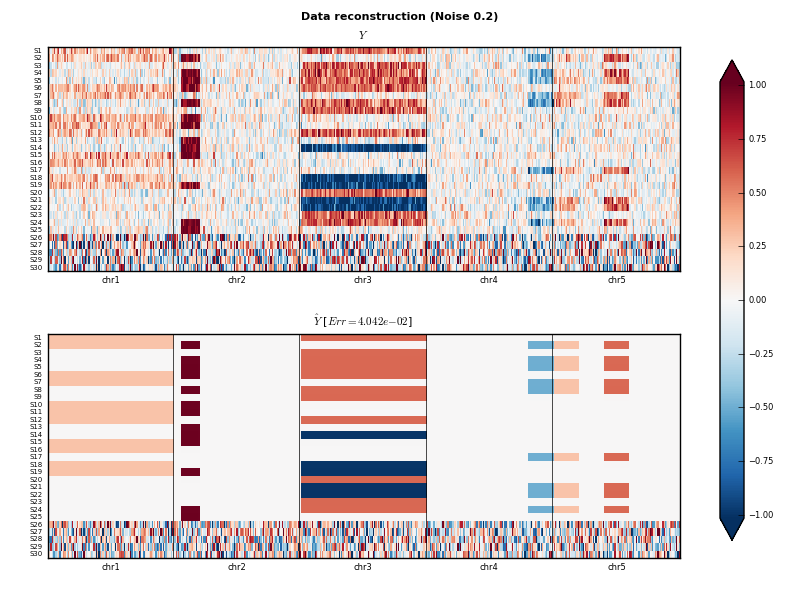 Data reconstruction (Noise 0.2)
Y
S1
S2
S3
S4
S5
S6
S7
S8
S9
S10
S11
S12
S13
S14
S15
S16
S17
S18
S19
S20
S21
S22
S23
S24
S25
S26
S27
S28
S29
S30
chr1 chr2 chr3 chr4 chr5
1.00
0.75
0.50
0.25
0.00
−0.25
−0.50
−0.75
−1.00
Ŷ [Err = 4.042e−02]
S1
S2
S3
S4
S5
S6
S7
S8
S9
S10
S11
S12
S13
S14
S15
S16
S17
S18
S19
S20
S21
S22
S23
S24
S25
S26
S27
S28
S29
S30
chr1 chr2 chr3 chr4 chr5